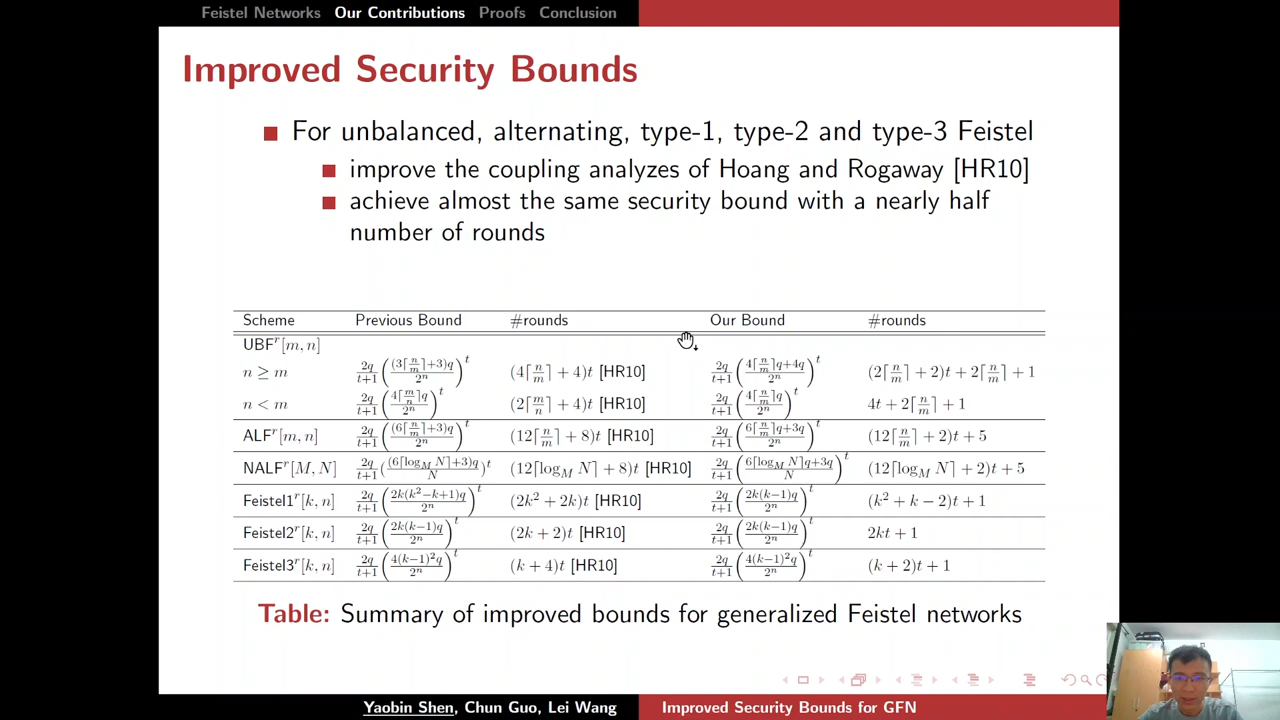 Feistel Networks Our Contributions Proofs Conclusion
Improved Security Bounds
For unbalanced, alternating, type-1, type-2 and type-3 Feistel
improve the coupling analyzes of Hoang and Rogaway [HR10]
achieve almost the same security bound with a nearly half
number of rounds
Scheme Previous Bound #rounds Our Bound #rounds
UBF^r[m, n]
n ≥ m 2q/(t+1) ((3⌈n/m⌉+3)q/2^n)^t (4⌈n/m⌉ + 4)t [HR10] 2q/(t+1) (4⌈n/m⌉q+4q/2^n)^t (2⌈n/m⌉ + 2)t + 2⌈n/m⌉ + 1
n < m 2q/(t+1) (4⌈m/n⌉q/2^n)^t (2⌈m/n⌉ + 4)t [HR10] 2q/(t+1) (4⌈n/m⌉q/2^n)^t 4t + 2⌈n/m⌉ + 1
ALF^r[m, n] 2q/(t+1) ((6⌈n/m⌉+3)q/2^n)^t (12⌈n/m⌉ + 8)t [HR10] 2q/(t+1) (6⌈n/m⌉q+3q/2^n)^t (12⌈n/m⌉ + 2)t + 5
NALF^r[M, N] 2q/(t+1) ((6⌈log_M N⌉+3)q/N)^t (12⌈log_M N⌉ + 8)t [HR10] 2q/(t+1) (6⌈log_M N⌉q+3q/N)^t (12⌈log_M N⌉ + 2)t + 5
Feistel1^r[k, n] 2q/(t+1) (2k(k^2−k+1)q/2^n)^t (2k^2 + 2k)t [HR10] 2q/(t+1) (2k(k−1)q/2^n)^t (k^2 + k − 2)t + 1
Feistel2^r[k, n] 2q/(t+1) (2k(k−1)q/2^n)^t (2k + 2)t [HR10] 2q/(t+1) (2k(k−1)q/2^n)^t 2kt + 1
Feistel3^r[k, n] 2q/(t+1) (4(k−1)^2q/2^n)^t (k + 4)t [HR10] 2q/(t+1) (4(k−1)^2q/2^n)^t (k + 2)t + 1
Table: Summary of improved bounds for generalized Feistel networks
Yaobin Shen, Chun Guo, Lei Wang Improved Security Bounds for GFN